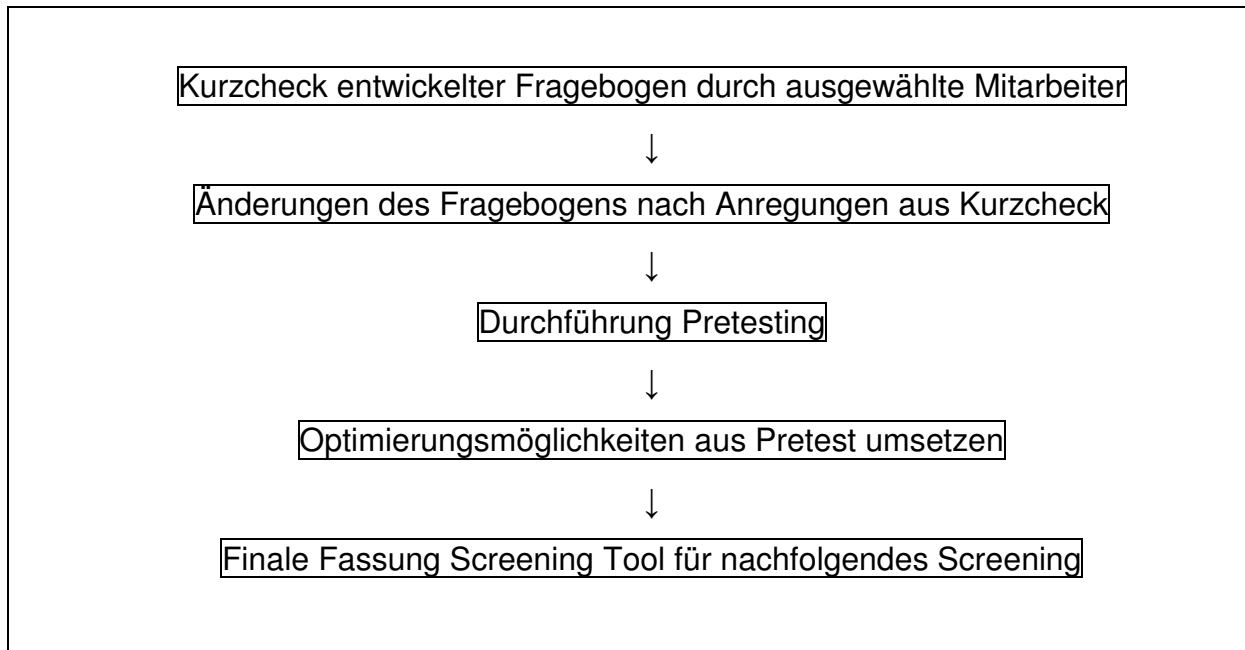 Kurzcheck entwickelter Fragebogen durch ausgewählte Mitarbeiter
↓
Änderungen des Fragebogens nach Anregungen aus Kurzcheck
↓
Durchführung Pretesting
↓
Optimierungsmöglichkeiten aus Pretest umsetzen
↓
Finale Fassung Screening Tool für nachfolgendes Screening